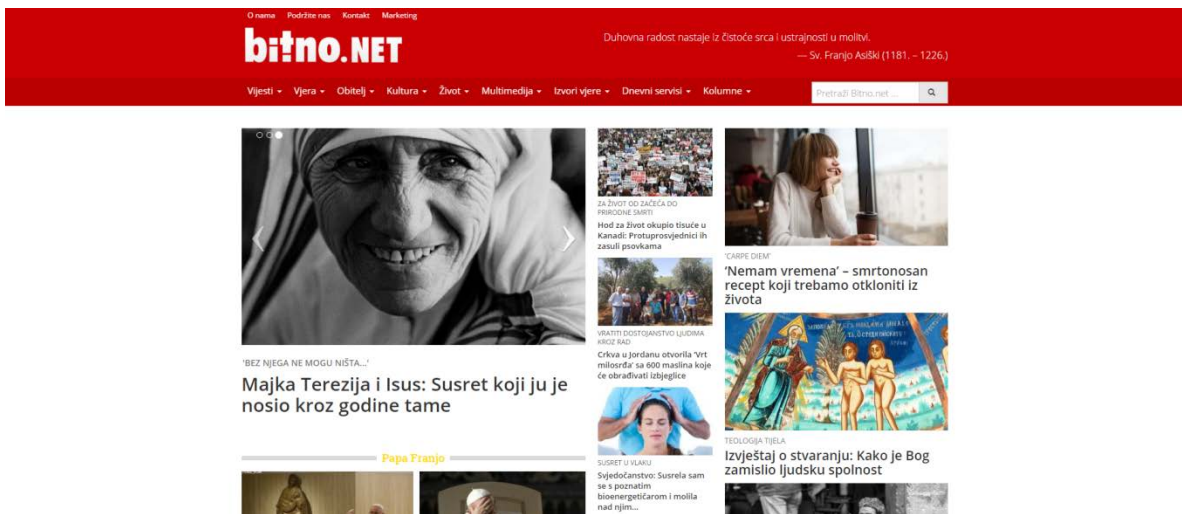 O nama Podržite nas Kontakt Marketing
bitno.NET
Duhovna radost nastaje iz čistoće srca i ustrajnosti u molitvi.
— Sv. Franjo Asiški (1181. – 1226.)
Vijesti Vjera Obitelj Kultura Život Multimedija Izvori vjere Dnevni servisi Kolumne
Pretraži Bitno.net ...
'BEZ NJEGA NE MOGU NIŠTA...'
Majka Terezija i Isus: Susret koji ju je
nosio kroz godine tame
Papa Franjo
ZA ŽIVOT OD ZAČEĆA DO
PRIRODNE SMRTI
Hod za život okupio tisuće u
Kanadi: Protuprosvjednici ih
zasuli psovkama
VRATITI DOSTOJANSTVO LJUDIMA
KROZ RAD
Crkva u Jordanu otvorila 'Vrt
milosrđa' sa 600 maslina koje
će obrađivati izbjeglice
SUSRET U VLAKU
Svjedočanstvo: Susrela sam
se s poznatim
bioenergetičarom i molila
nad njim...
'CARPE DIEM'
'Nemam vremena' – smrtonosan
recept koji trebamo otkloniti iz
života
TEOLOGIJA TIJELA
Izvještaj o stvaranju: Kako je Bog
zamislio ljudsku spolnost